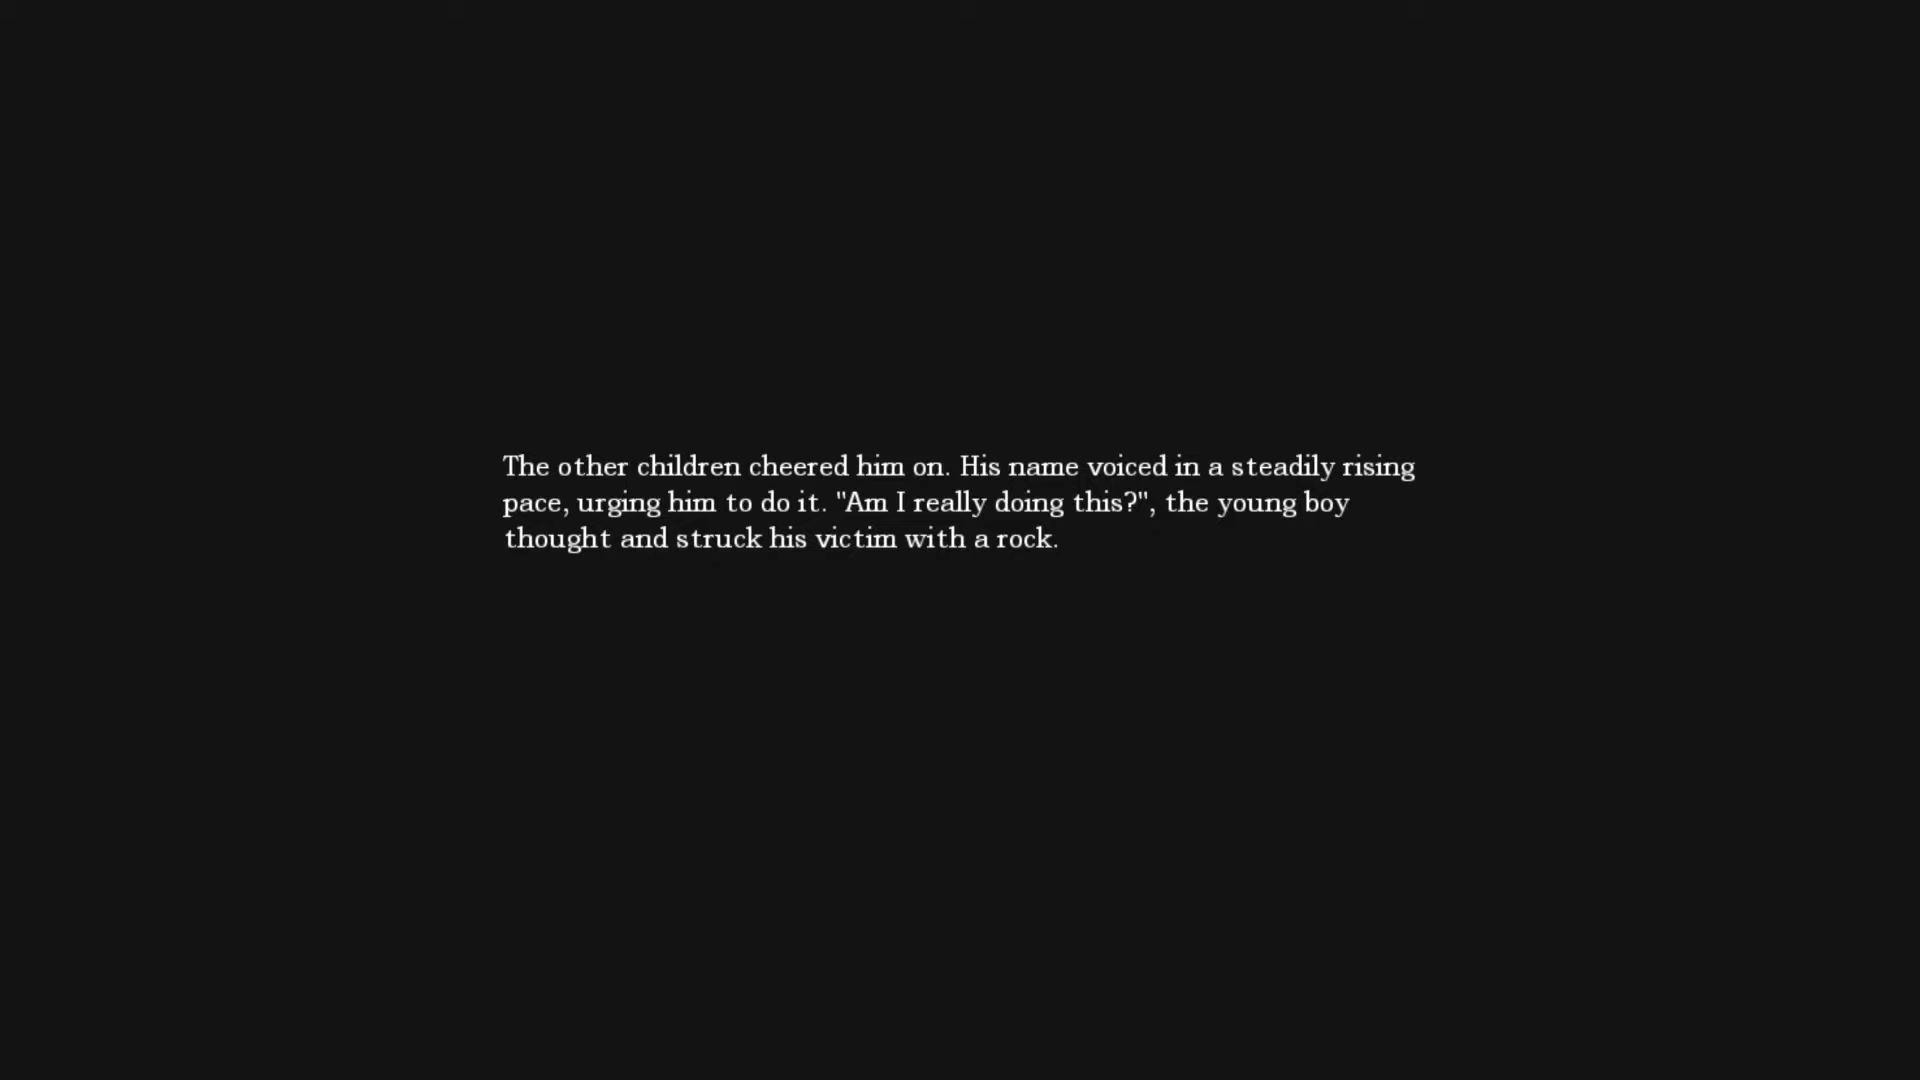 The other children cheered him on. His name voiced in a steadily rising
pace, urging him to do it. "Am I really doing this?", the young boy
thought and struck his victim with a rock.